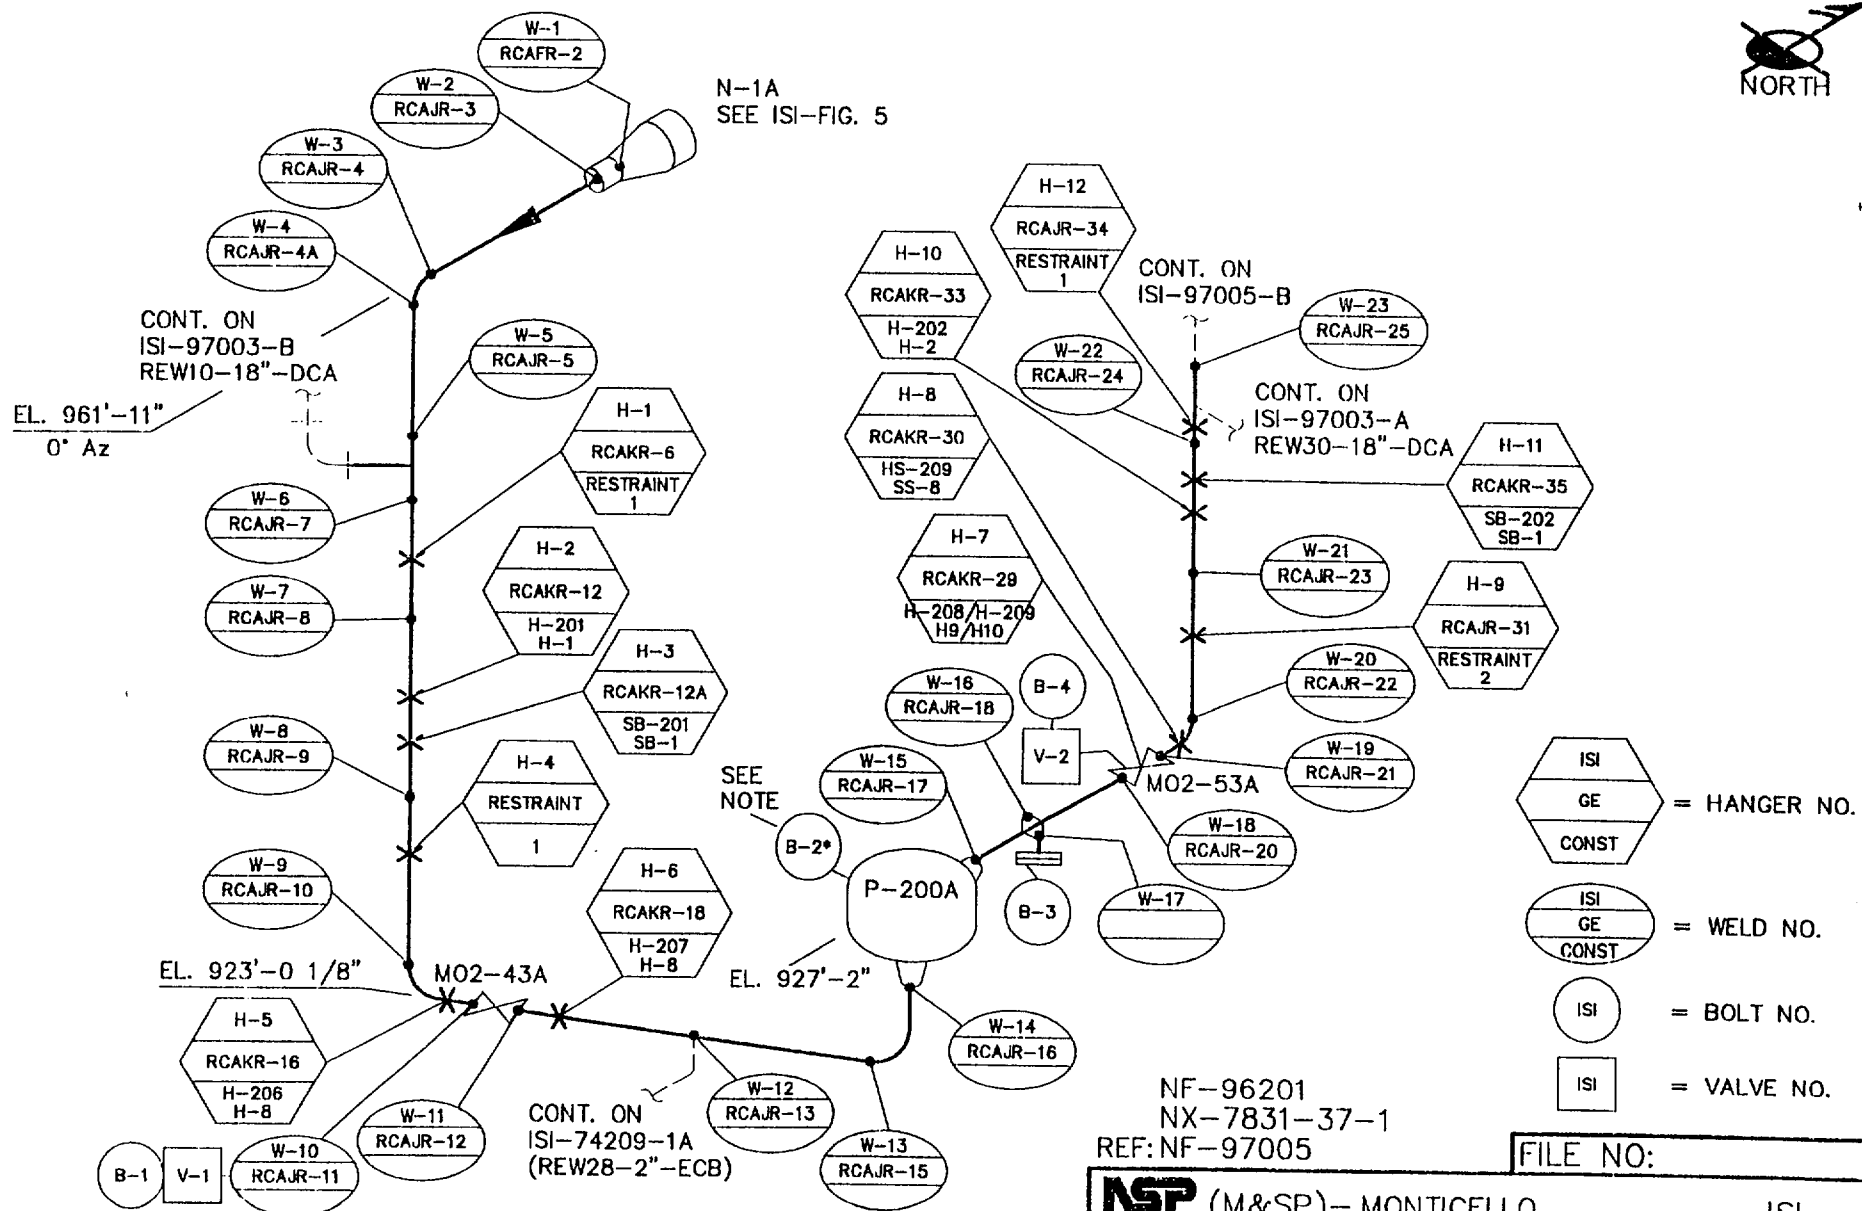 W-1
RCAFR-2
W-2
RCAJR-3
N-1A
SEE ISI-FIG. 5
NORTH
W-3
RCAJR-4
W-4
RCAJR-4A
CONT. ON
ISI-97003-B
REW10-18"-DCA
EL. 961'-11"
0° Az
W-5
RCAJR-5
H-1
RCAKR-6
RESTRAINT
1
W-6
RCAJR-7
H-2
RCAKR-12
H-201
H-1
W-7
RCAJR-8
H-3
RCAKR-12A
SB-201
SB-1
W-8
RCAJR-9
H-4
RESTRAINT
1
W-9
RCAJR-10
EL. 923'-0 1/8"
MO2-43A
H-5
RCAKR-16
H-206
H-8
H-6
RCAKR-18
H-207
H-8
B-1
V-1
W-10
RCAJR-11
W-11
RCAJR-12
CONT. ON
ISI-74209-1A
(REW28-2"-ECB)
W-12
RCAJR-13
W-13
RCAJR-15
W-14
RCAJR-16
EL. 927'-2"
P-200A
SEE
NOTE
B-2*
W-15
RCAJR-17
W-16
RCAJR-18
B-4
V-2
B-3
W-17
W-18
RCAJR-20
MO2-53A
W-19
RCAJR-21
W-20
RCAJR-22
H-7
RCAKR-29
H-208/H-209
H9/H10
H-8
RCAKR-30
HS-209
SS-8
H-10
RCAKR-33
H-202
H-2
H-12
RCAJR-34
RESTRAINT
1
CONT. ON
ISI-97005-B
W-23
RCAJR-25
W-22
RCAJR-24
CONT. ON
ISI-97003-A
REW30-18"-DCA
H-11
RCAKR-35
SB-202
SB-1
W-21
RCAJR-23
H-9
RCAJR-31
RESTRAINT
2
ISI
GE
CONST
= HANGER NO.
ISI
GE
CONST
= WELD NO.
ISI
= BOLT NO.
ISI
= VALVE NO.
NF-96201
NX-7831-37-1
REF: NF-97005
FILE NO:
NSP (M&SP)- MONTICELLO
ISI